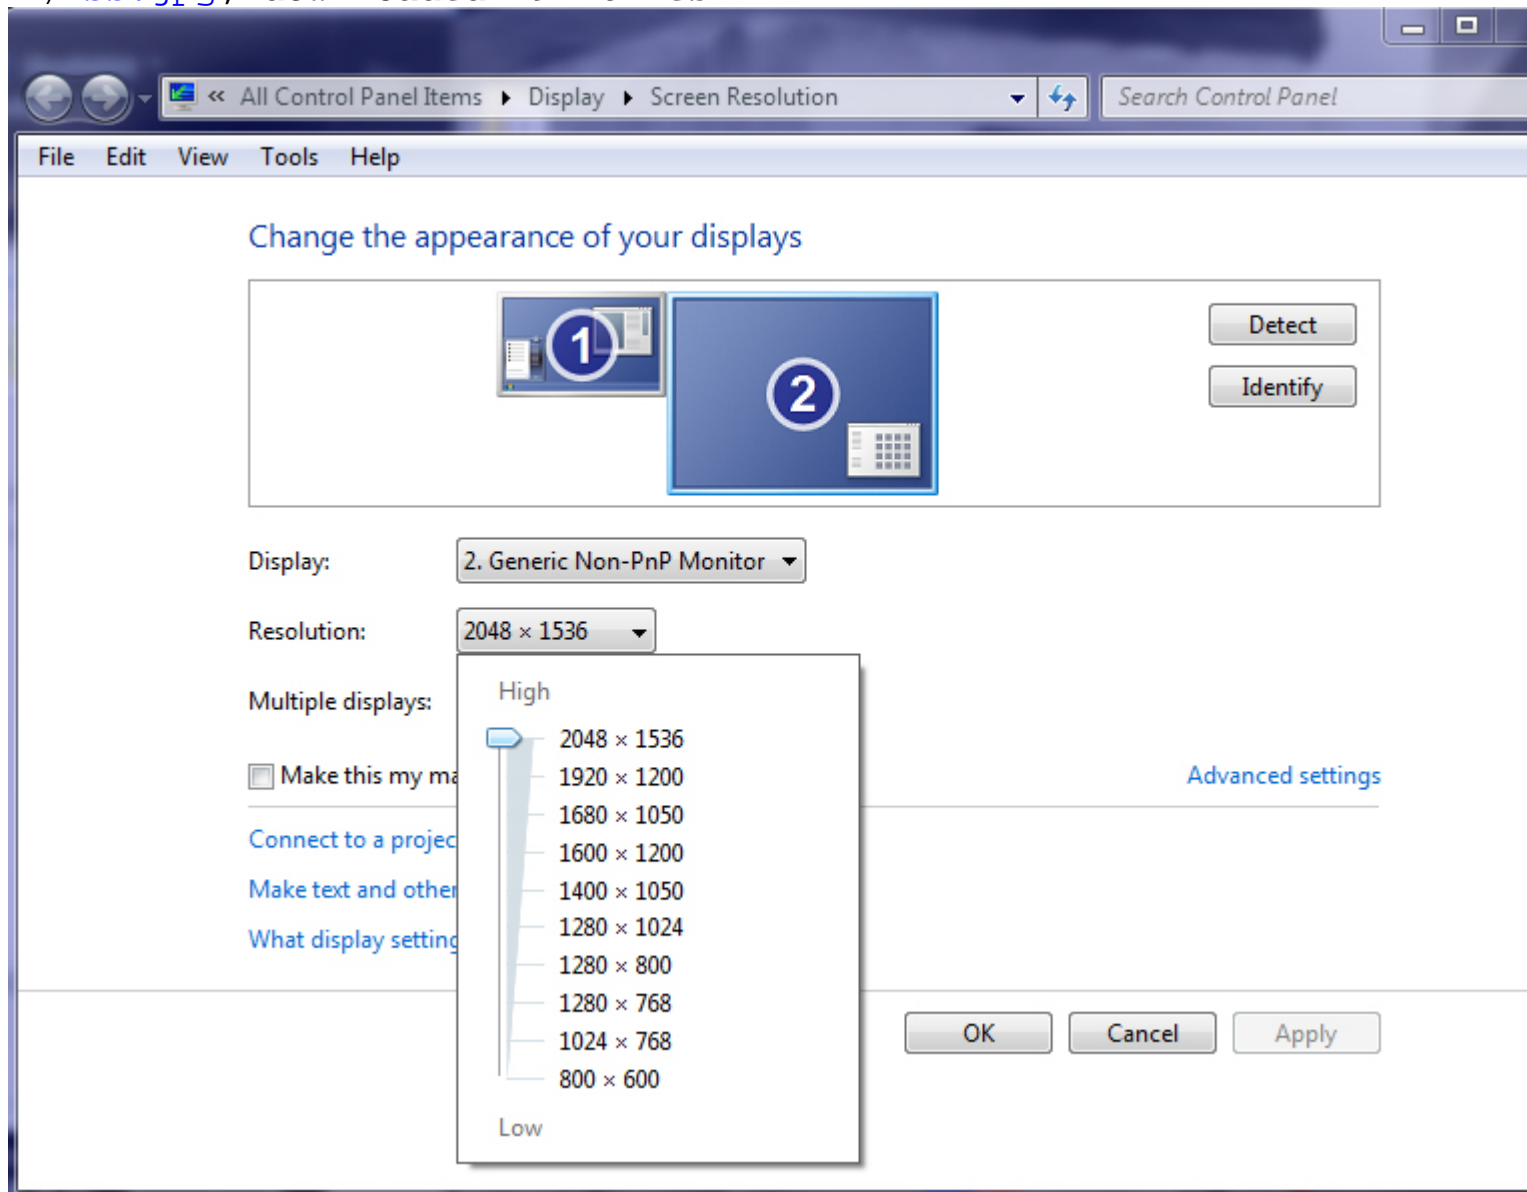 All Control Panel Items Display Screen Resolution Search Control Panel
File Edit View Tools Help
Change the appearance of your displays
1
2
Detect
Identify
Display: 2. Generic Non-PnP Monitor
Resolution: 2048 × 1536
Multiple displays:
High
2048 × 1536
1920 × 1200
1680 × 1050
1600 × 1200
1400 × 1050
1280 × 1024
1280 × 800
1280 × 768
1024 × 768
800 × 600
Low
Make this my ma
Advanced settings
Connect to a projec
Make text and other
What display setting
OK Cancel Apply